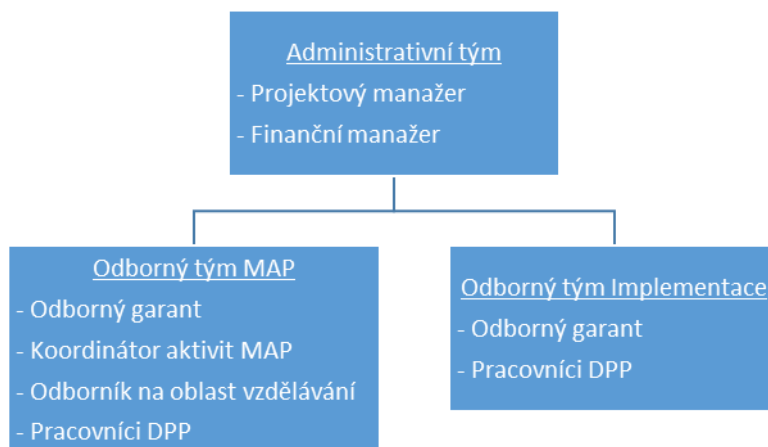 Administrativní tým
- Projektový manažer
- Finanční manažer
Odborný tým MAP
- Odborný garant
- Koordinátor aktivit MAP
- Odborník na oblast vzdělávání
- Pracovníci DPP
Odborný tým Implementace
- Odborný garant
- Pracovníci DPP